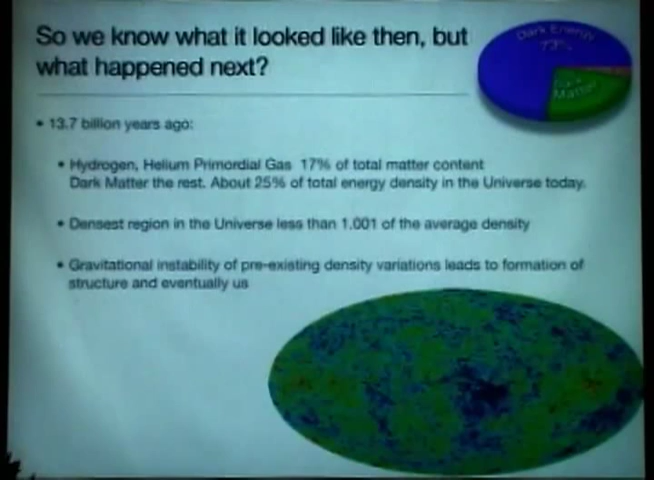 So we know what it looked like then, but
what happened next?
Dark Energy
73%
Dark
Matter
• 13.7 billion years ago:
• Hydrogen, Helium Primordial Gas 17% of total matter content
Dark Matter the rest. About 25% of total energy density in the Universe today.
• Densest region in the Universe less than 1.001 of the average density
• Gravitational instability of pre-existing density variations leads to formation of
structure and eventually us